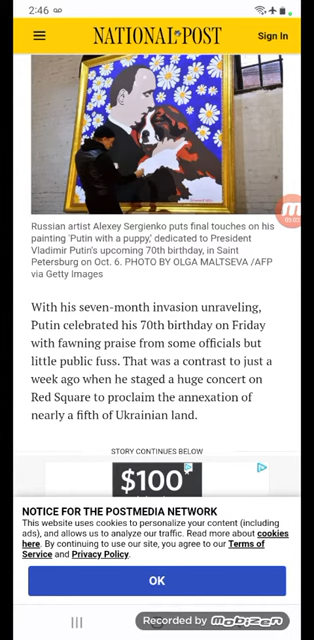 2:46
NATIONAL POST
Sign In
Russian artist Alexey Sergienko puts final touches on his
painting 'Putin with a puppy,' dedicated to President
Vladimir Putin's upcoming 70th birthday, in Saint
Petersburg on Oct. 6. PHOTO BY OLGA MALTSEVA /AFP
via Getty Images
With his seven-month invasion unraveling,
Putin celebrated his 70th birthday on Friday
with fawning praise from some officials but
little public fuss. That was a contrast to just a
week ago when he staged a huge concert on
Red Square to proclaim the annexation of
nearly a fifth of Ukrainian land.
STORY CONTINUES BELOW
$100
NOTICE FOR THE POSTMEDIA NETWORK
This website uses cookies to personalize your content (including
ads), and allows us to analyze our traffic. Read more about cookies
here. By continuing to use our site, you agree to our Terms of
Service and Privacy Policy.
OK
Recorded by Mobizen